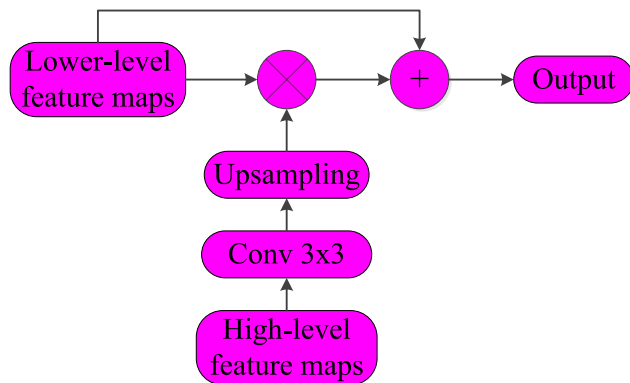 Lower-level
feature maps
+
Output
Upsampling
Conv 3x3
High-level
feature maps